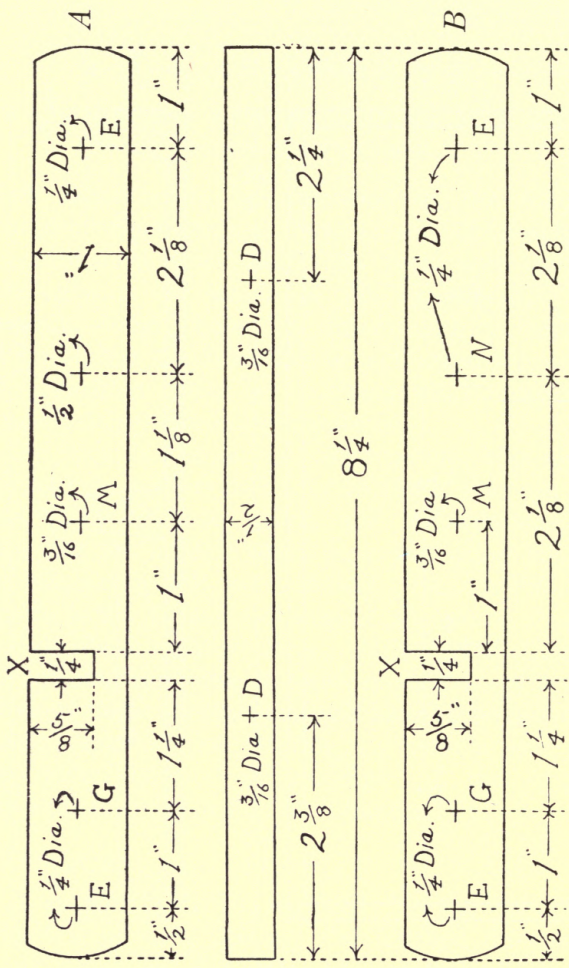 A
X
1/4" Dia. 5/8" 1/4" 3/16" Dia. 1/2" Dia. 1" 1/4" Dia.
E G M E
1/2" 1" 1 1/4" 1" 1 1/8" 2 1/8" 1"
3/16" Dia D 1/2" 3/16" Dia. D
2 3/8" 2 1/4"
8 1/4"
B
X
1/4" Dia. 5/8" 1/4" 3/16" Dia. 1/4" Dia.
E G M N E
1"
1/2" 1" 1 1/4" 2 1/8" 2 1/8" 1"